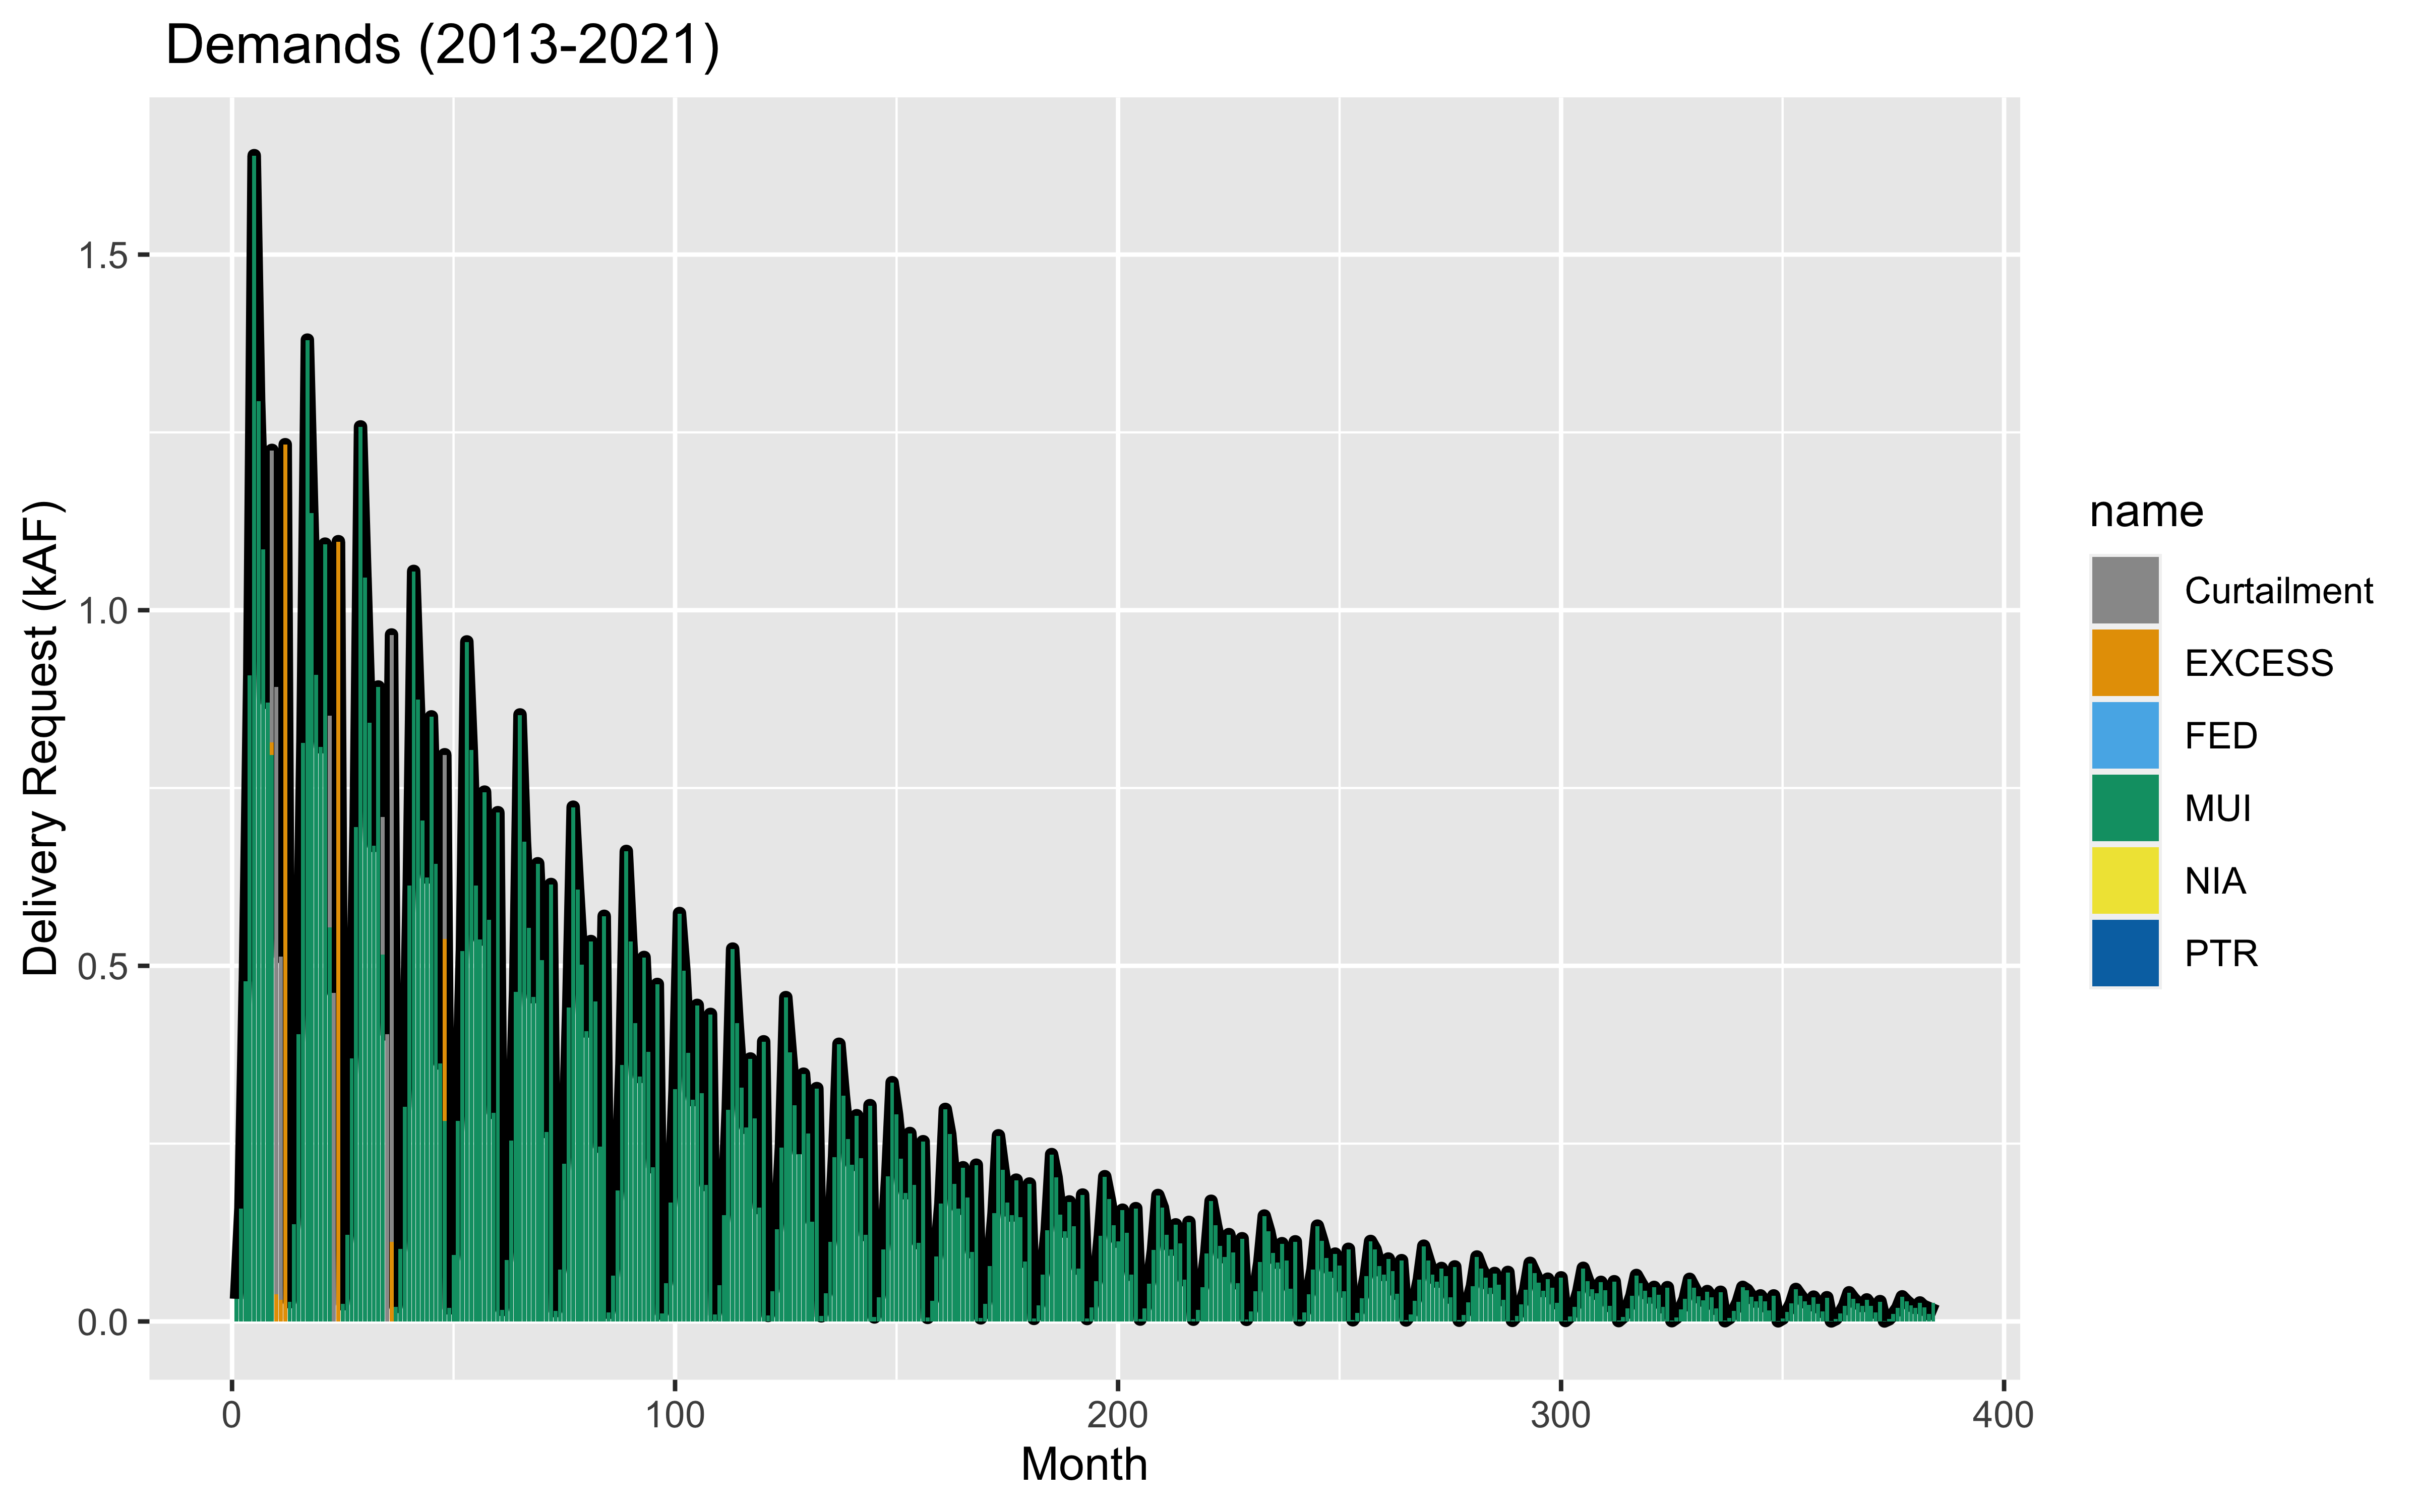 Demands (2013-2021)
Delivery Request (kAF)
1.5
1.0
0.5
0.0
0 100 200 300 400
Month
name
Curtailment
EXCESS
FED
MUI
NIA
PTR